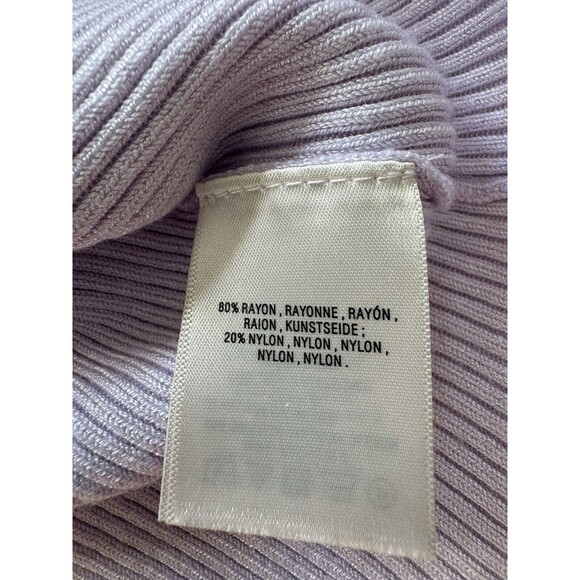 80% RAYON , RAYONNE , RAYÓN ,
RAION , KUNSTSEIDE ;
20% NYLON , NYLON , NYLON ,
NYLON , NYLON .